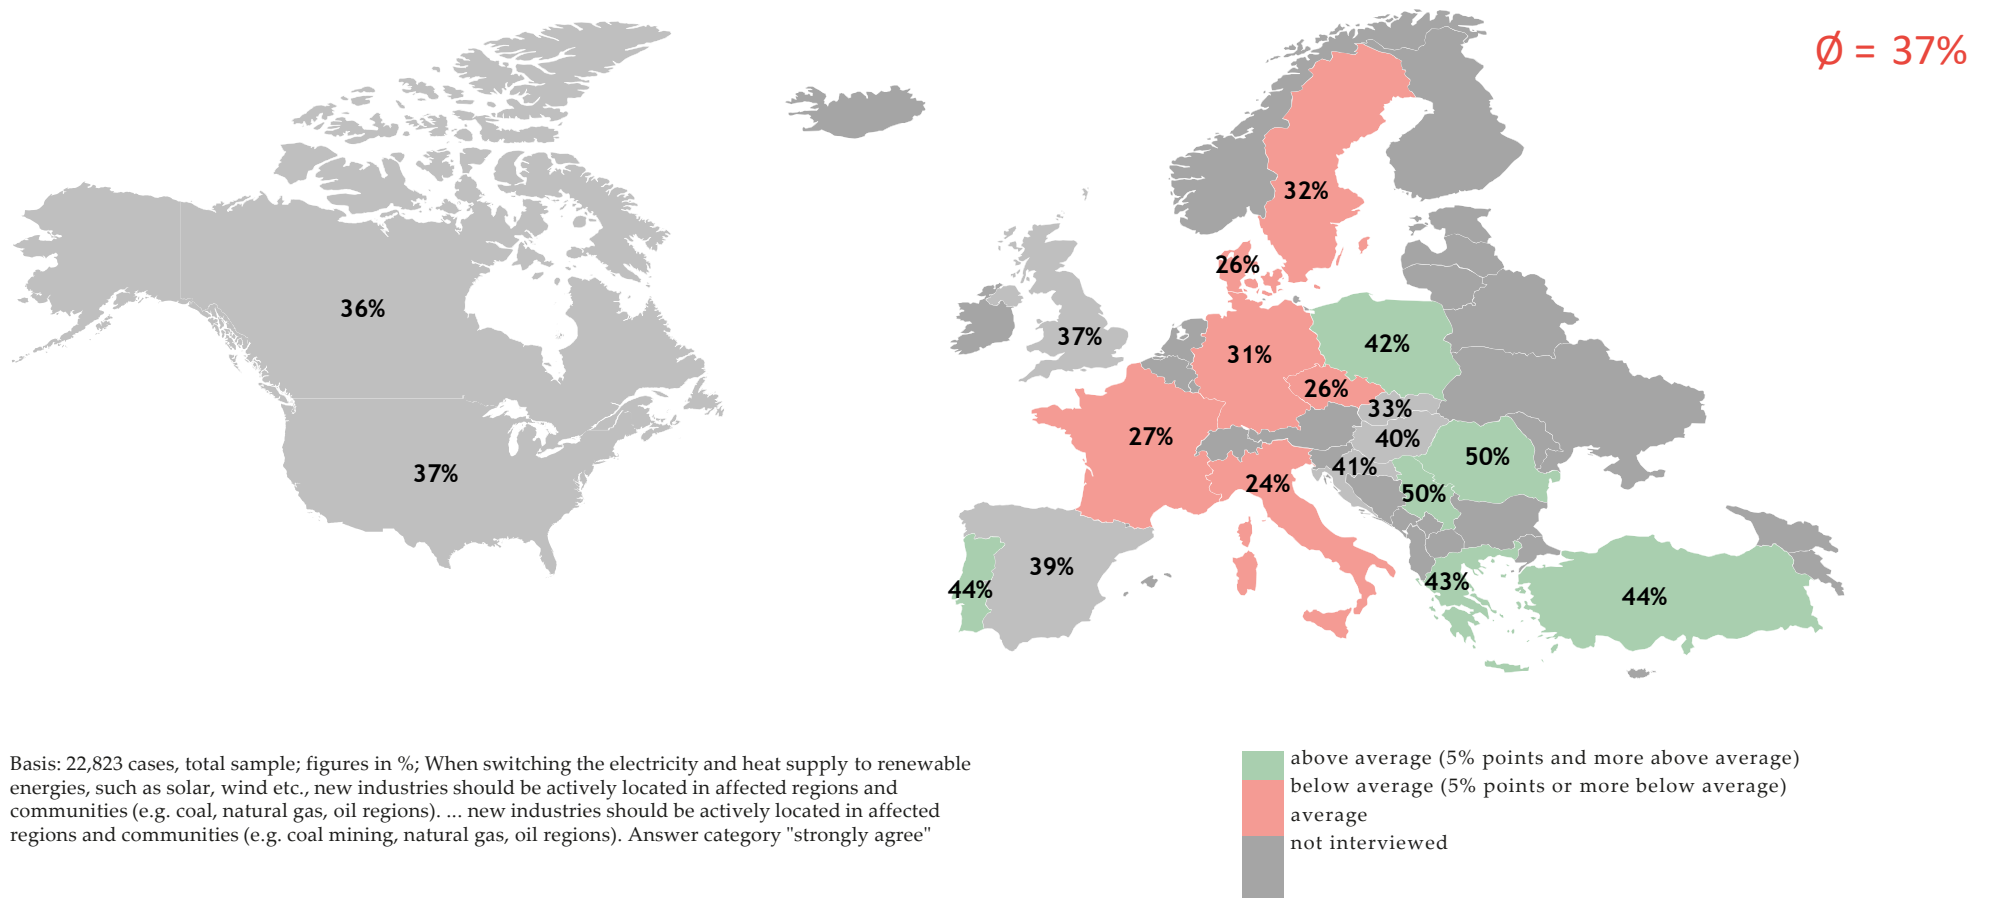 Ø = 37%
32%
26%
36%
37%
42%
31%
26%
33%
27%
40%
50%
41%
37%
24%
50%
39%
43%
44%
44%
Basis: 22,823 cases, total sample; figures in %; When switching the electricity and heat supply to renewable
energies, such as solar, wind etc., new industries should be actively located in affected regions and
communities (e.g. coal, natural gas, oil regions). ... new industries should be actively located in affected
regions and communities (e.g. coal mining, natural gas, oil regions). Answer category "strongly agree"
above average (5% points and more above average)
below average (5% points or more below average)
average
not interviewed